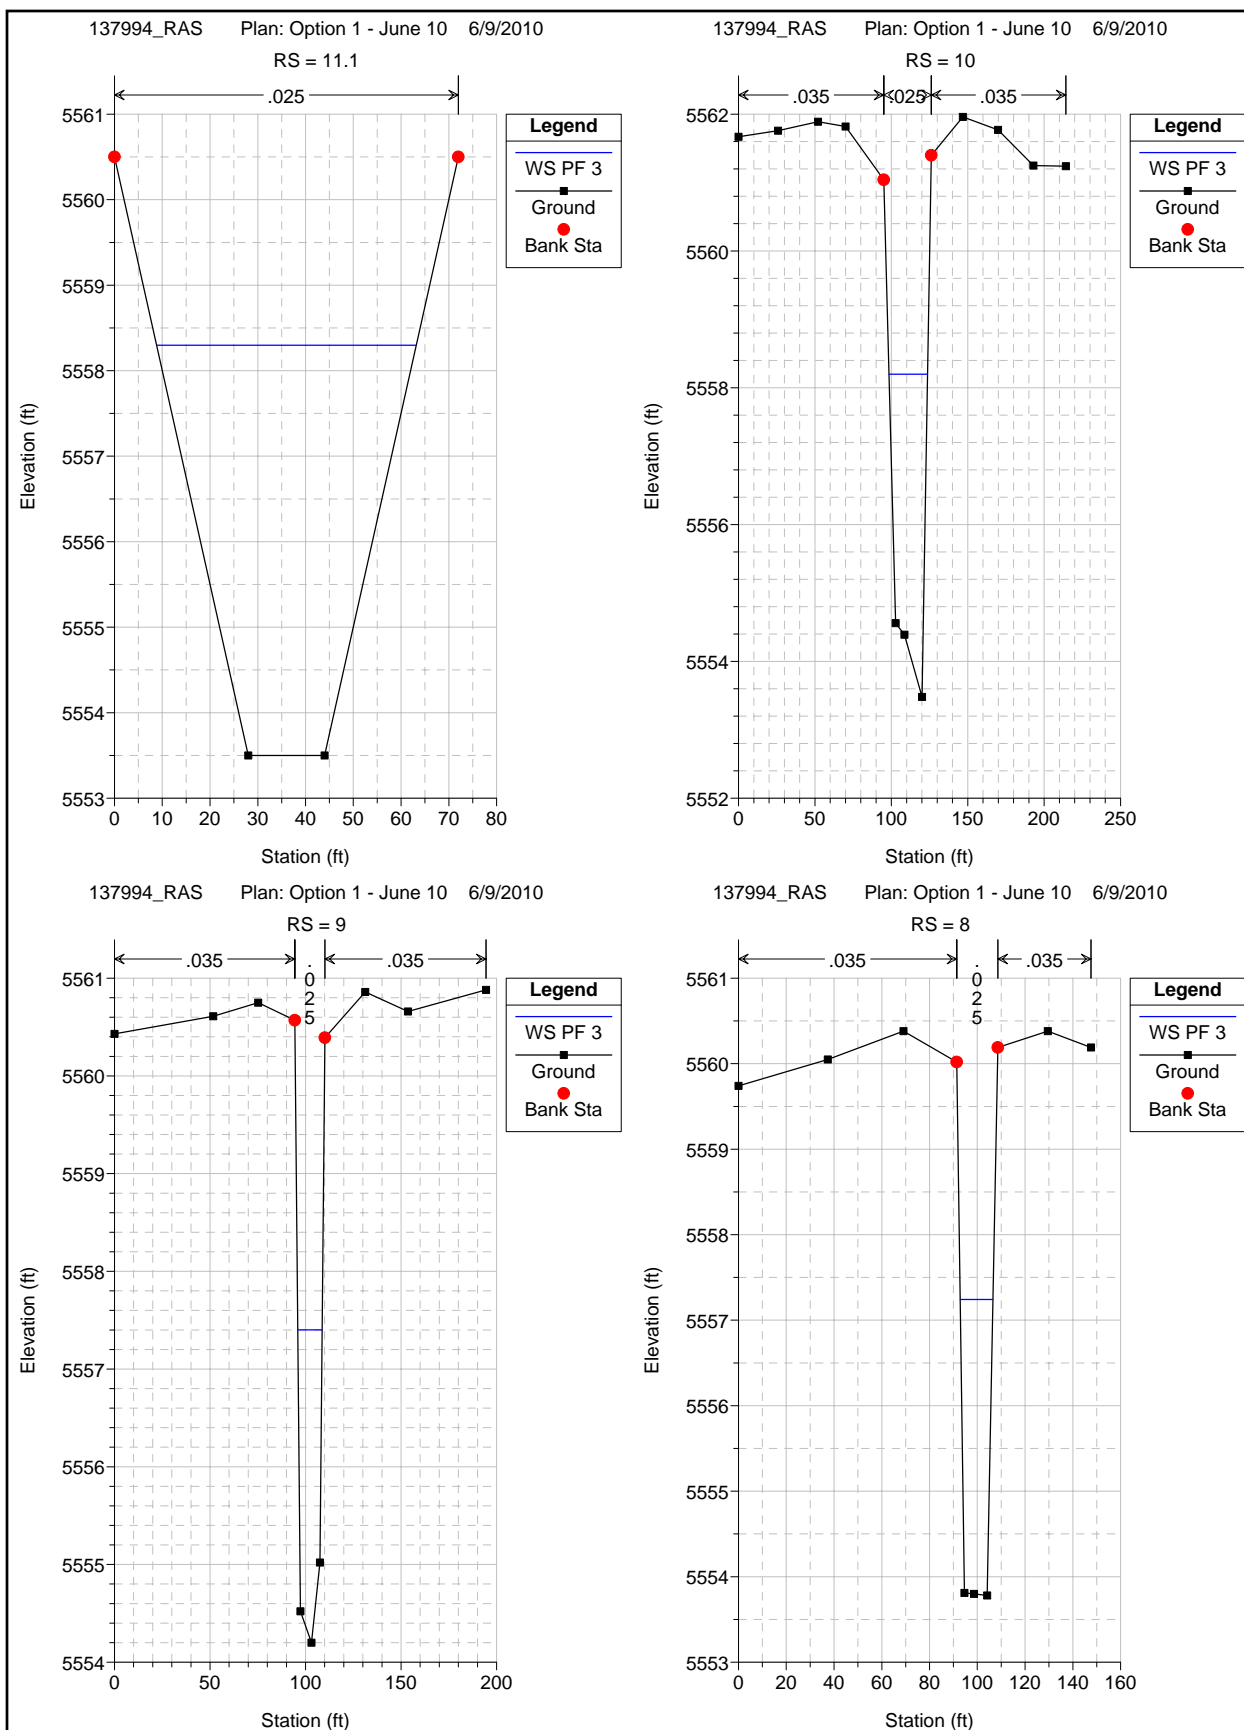 137994_RAS Plan: Option 1 - June 10 6/9/2010
RS = 11.1
.025
5561
5560
5559
5558
5557
5556
5555
5554
5553
Elevation (ft)
0 10 20 30 40 50 60 70 80
Station (ft)
Legend
WS PF 3
Ground
Bank Sta
137994_RAS Plan: Option 1 - June 10 6/9/2010
RS = 10
.035 .025 .035
5562
5560
5558
5556
5554
5552
Elevation (ft)
0 50 100 150 200 250
Station (ft)
Legend
WS PF 3
Ground
Bank Sta
137994_RAS Plan: Option 1 - June 10 6/9/2010
RS = 9
.035 .025 .035
5561
5560
5559
5558
5557
5556
5555
5554
Elevation (ft)
0 50 100 150 200
Station (ft)
Legend
WS PF 3
Ground
Bank Sta
137994_RAS Plan: Option 1 - June 10 6/9/2010
RS = 8
.035 .025 .035
5561
5560
5559
5558
5557
5556
5555
5554
5553
Elevation (ft)
0 20 40 60 80 100 120 140 160
Station (ft)
Legend
WS PF 3
Ground
Bank Sta